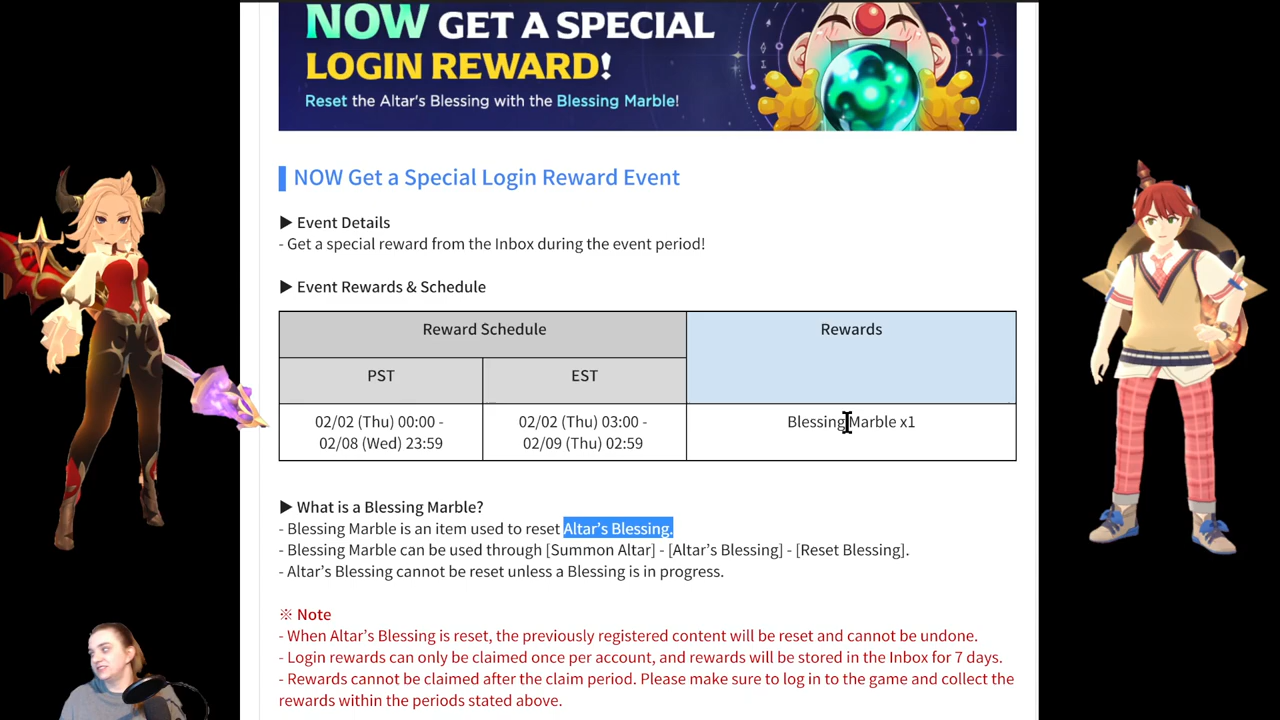 NOW GET A SPECIAL
LOGIN REWARD!
Reset the Altar's Blessing with the Blessing Marble!
NOW Get a Special Login Reward Event
▶ Event Details
- Get a special reward from the Inbox during the event period!
▶ Event Rewards & Schedule
Reward Schedule
Rewards
PST
EST
02/02 (Thu) 00:00 -
02/08 (Wed) 23:59
02/02 (Thu) 03:00 -
02/09 (Thu) 02:59
Blessing Marble x1
▶ What is a Blessing Marble?
- Blessing Marble is an item used to reset Altar's Blessing.
- Blessing Marble can be used through [Summon Altar] - [Altar's Blessing] - [Reset Blessing].
- Altar's Blessing cannot be reset unless a Blessing is in progress.
※ Note
- When Altar's Blessing is reset, the previously registered content will be reset and cannot be undone.
- Login rewards can only be claimed once per account, and rewards will be stored in the Inbox for 7 days.
- Rewards cannot be claimed after the claim period. Please make sure to log in to the game and collect the
rewards within the periods stated above.